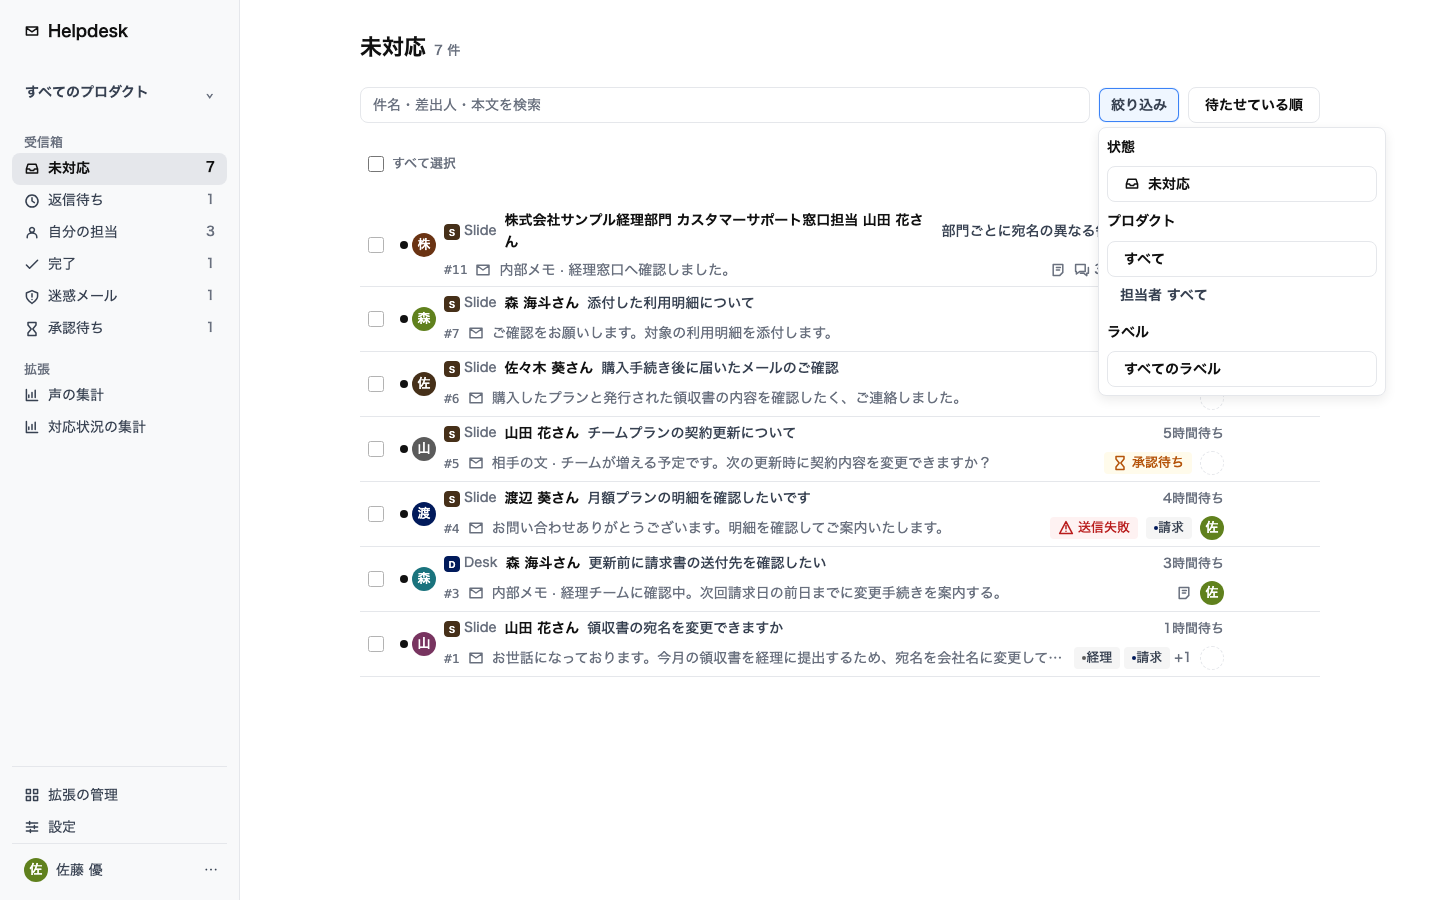 Helpdesk
すべてのプロダクト
受信箱
未対応 7
返信待ち 1
自分の担当 3
完了 1
迷惑メール 1
承認待ち 1
拡張
声の集計
対応状況の集計
拡張の管理
設定
佐 佐藤 優 …
未対応 7 件
件名・差出人・本文を検索
絞り込み
待たせている順
すべて選択
状態
未対応
プロダクト
すべて
担当者 すべて
ラベル
すべてのラベル
株 S Slide 株式会社サンプル経理部門 カスタマーサポート窓口担当 山田 花さ
ん
部門ごとに宛名の異なる
#11 内部メモ · 経理窓口へ確認しました。
森 S Slide 森 海斗さん 添付した利用明細について
#7 ご確認をお願いします。対象の利用明細を添付します。
佐 S Slide 佐々木 葵さん 購入手続き後に届いたメールのご確認
#6 購入したプランと発行された領収書の内容を確認したく、ご連絡しました。
山 S Slide 山田 花さん チームプランの契約更新について 5時間待ち
#5 相手の文 · チームが増える予定です。次の更新時に契約内容を変更できますか？ 承認待ち
渡 S Slide 渡辺 葵さん 月額プランの明細を確認したいです 4時間待ち
#4 お問い合わせありがとうございます。明細を確認してご案内いたします。 送信失敗 •請求 佐
森 D Desk 森 海斗さん 更新前に請求書の送付先を確認したい 3時間待ち
#3 内部メモ · 経理チームに確認中。次回請求日の前日までに変更手続きを案内する。 佐
山 S Slide 山田 花さん 領収書の宛名を変更できますか 1時間待ち
#1 お世話になっております。今月の領収書を経理に提出するため、宛名を会社名に変更して… •経理 •請求 +1